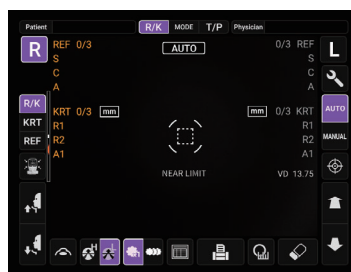 Patient R/K MODE T/P Physician
R REF 0/3 AUTO 0/3 REF L
S S
C C
A A
R/K KRT 0/3 mm mm 0/3 KRT AUTO
KRT R1 R1
REF R2 R2 MANUAL
A1 A1
NEAR LIMIT VD 13.75
H L